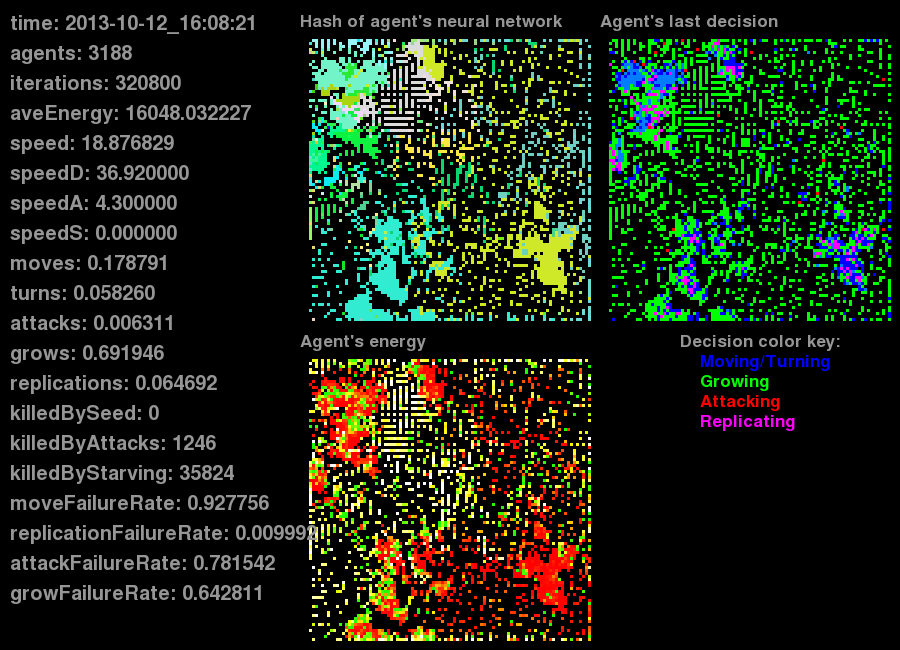 time: 2013-10-12_16:08:21
agents: 3188
iterations: 320800
aveEnergy: 16048.032227
speed: 18.876829
speedD: 36.920000
speedA: 4.300000
speedS: 0.000000
moves: 0.178791
turns: 0.058260
attacks: 0.006311
grows: 0.691946
replications: 0.064692
killedBySeed: 0
killedByAttacks: 1246
killedByStarving: 35824
moveFailureRate: 0.927756
replicationFailureRate: 0.009992
attackFailureRate: 0.781542
growFailureRate: 0.642811
Hash of agent's neural network
Agent's last decision
Agent's energy
Decision color key:
Moving/Turning
Growing
Attacking
Replicating